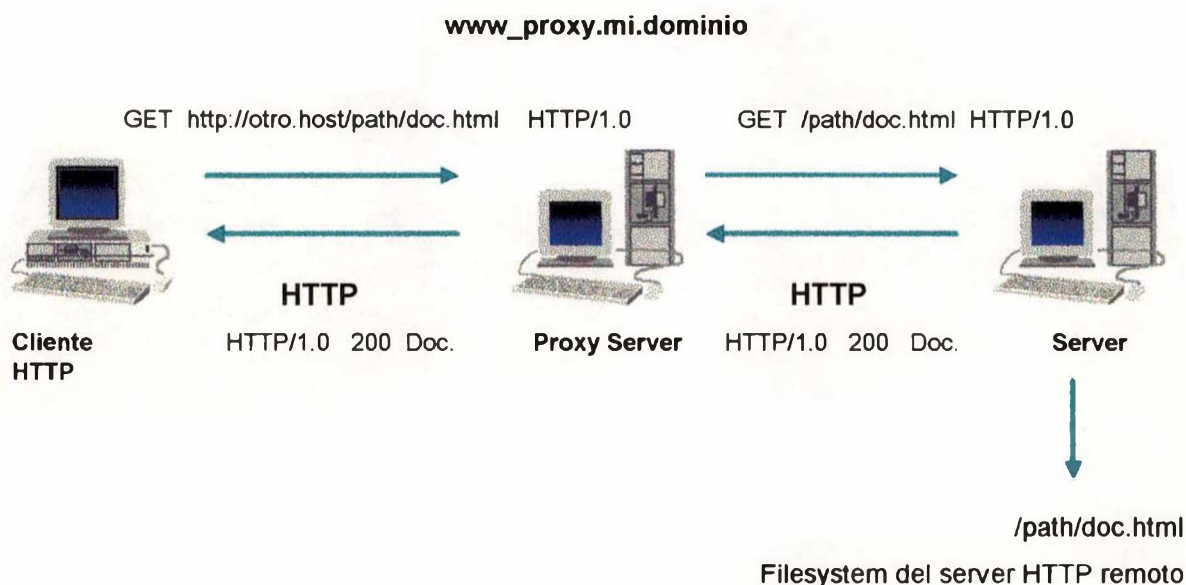 www_proxy.mi.dominio
GET http://otro.host/path/doc.html HTTP/1.0
GET /path/doc.html HTTP/1.0
HTTP
HTTP
Cliente
HTTP
HTTP/1.0 200 Doc.
Proxy Server
HTTP/1.0 200 Doc.
Server
/path/doc.html
Filesystem del server HTTP remoto